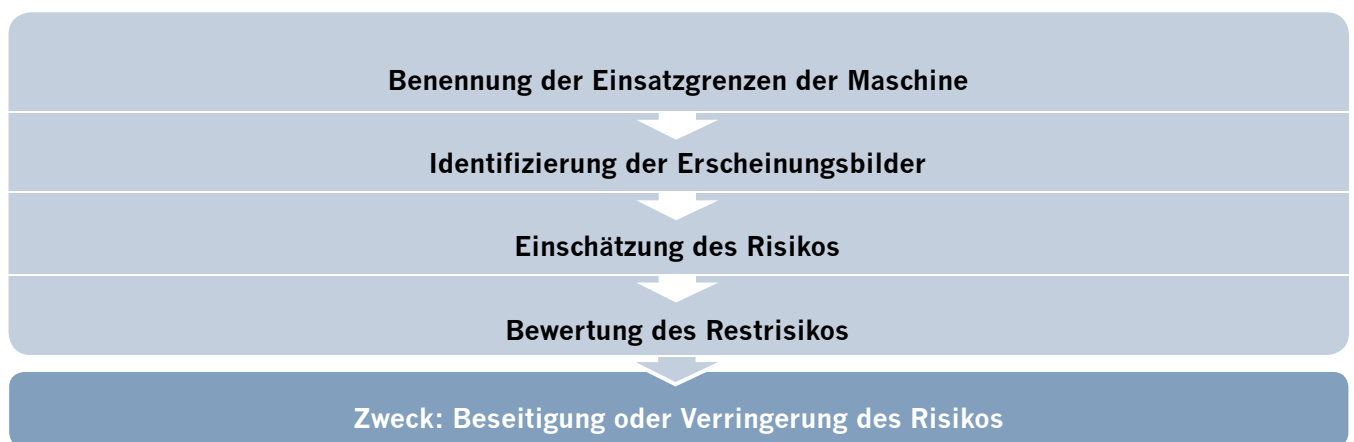 Benennung der Einsatzgrenzen der Maschine
Identifizierung der Erscheinungsbilder
Einschätzung des Risikos
Bewertung des Restrisikos
Zweck: Beseitigung oder Verringerung des Risikos